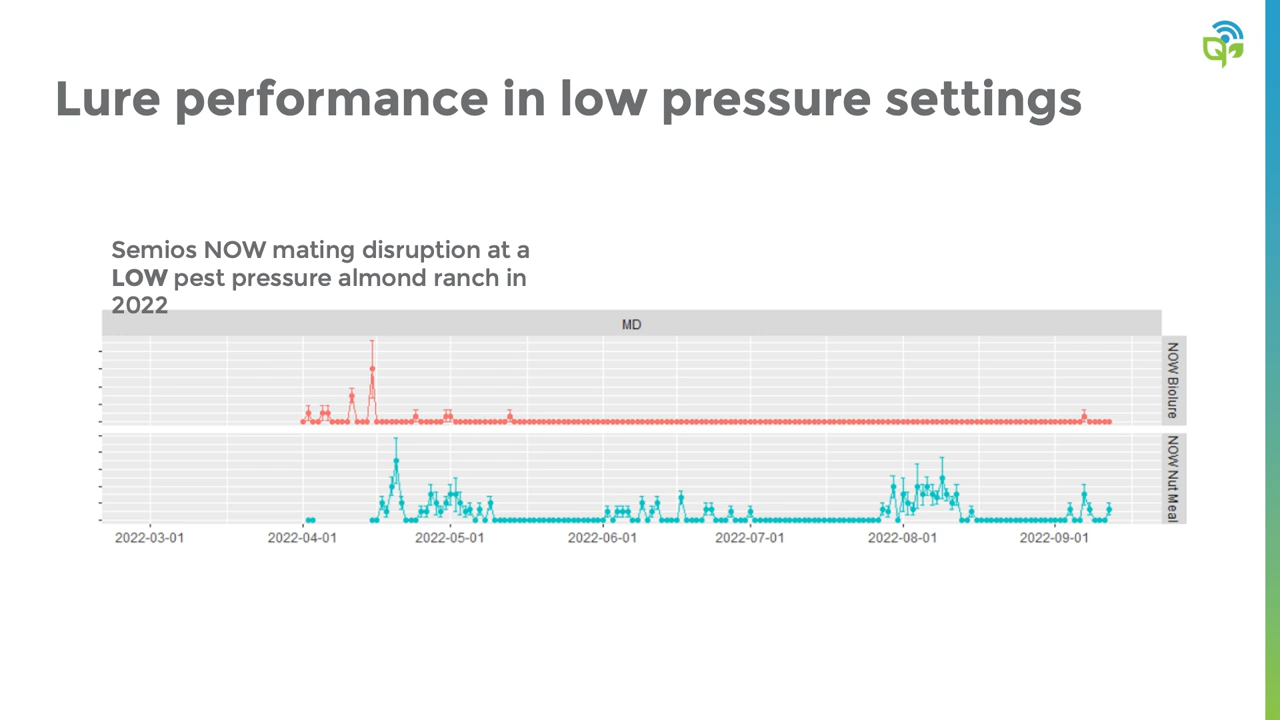 Lure performance in low pressure settings
Semios NOW mating disruption at a
LOW pest pressure almond ranch in
2022
MD
NOW Biolure
NOW Nut Meal
2022-03-01
2022-04-01
2022-05-01
2022-06-01
2022-07-01
2022-08-01
2022-09-01